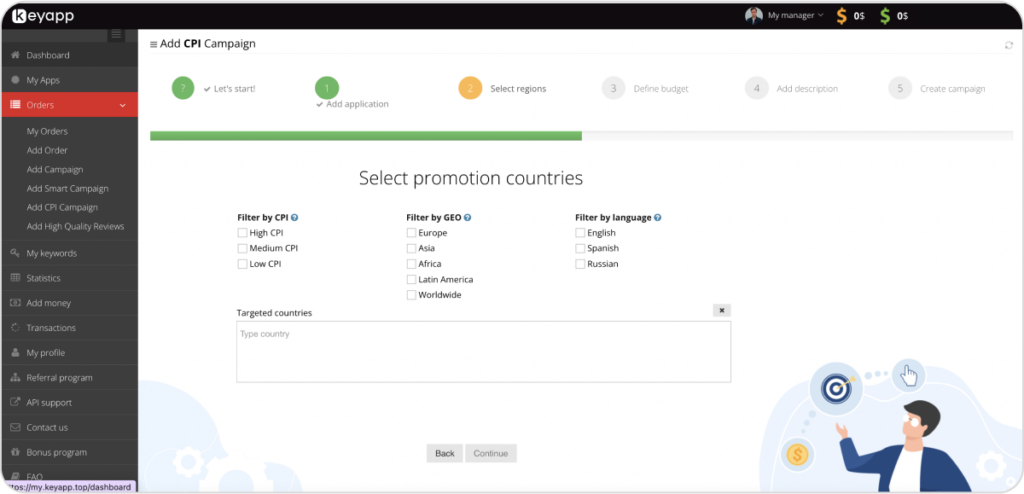 keyapp
My manager
0$
0$
Dashboard
My Apps
Orders
My Orders
Add Order
Add Campaign
Add Smart Campaign
Add CPI Campaign
Add High Quality Reviews
My keywords
Statistics
Add money
Transactions
My profile
Referral program
API support
Contact us
Bonus program
FAQ
ttps://my.keyapp.top/dashboard
Add CPI Campaign
?
Let's start!
1
Add application
2
Select regions
3
Define budget
4
Add description
5
Create campaign
Select promotion countries
Filter by CPI ?
High CPI
Medium CPI
Low CPI
Filter by GEO ?
Europe
Asia
Africa
Latin America
Worldwide
Filter by language ?
English
Spanish
Russian
Targeted countries
Type country
Back
Continue